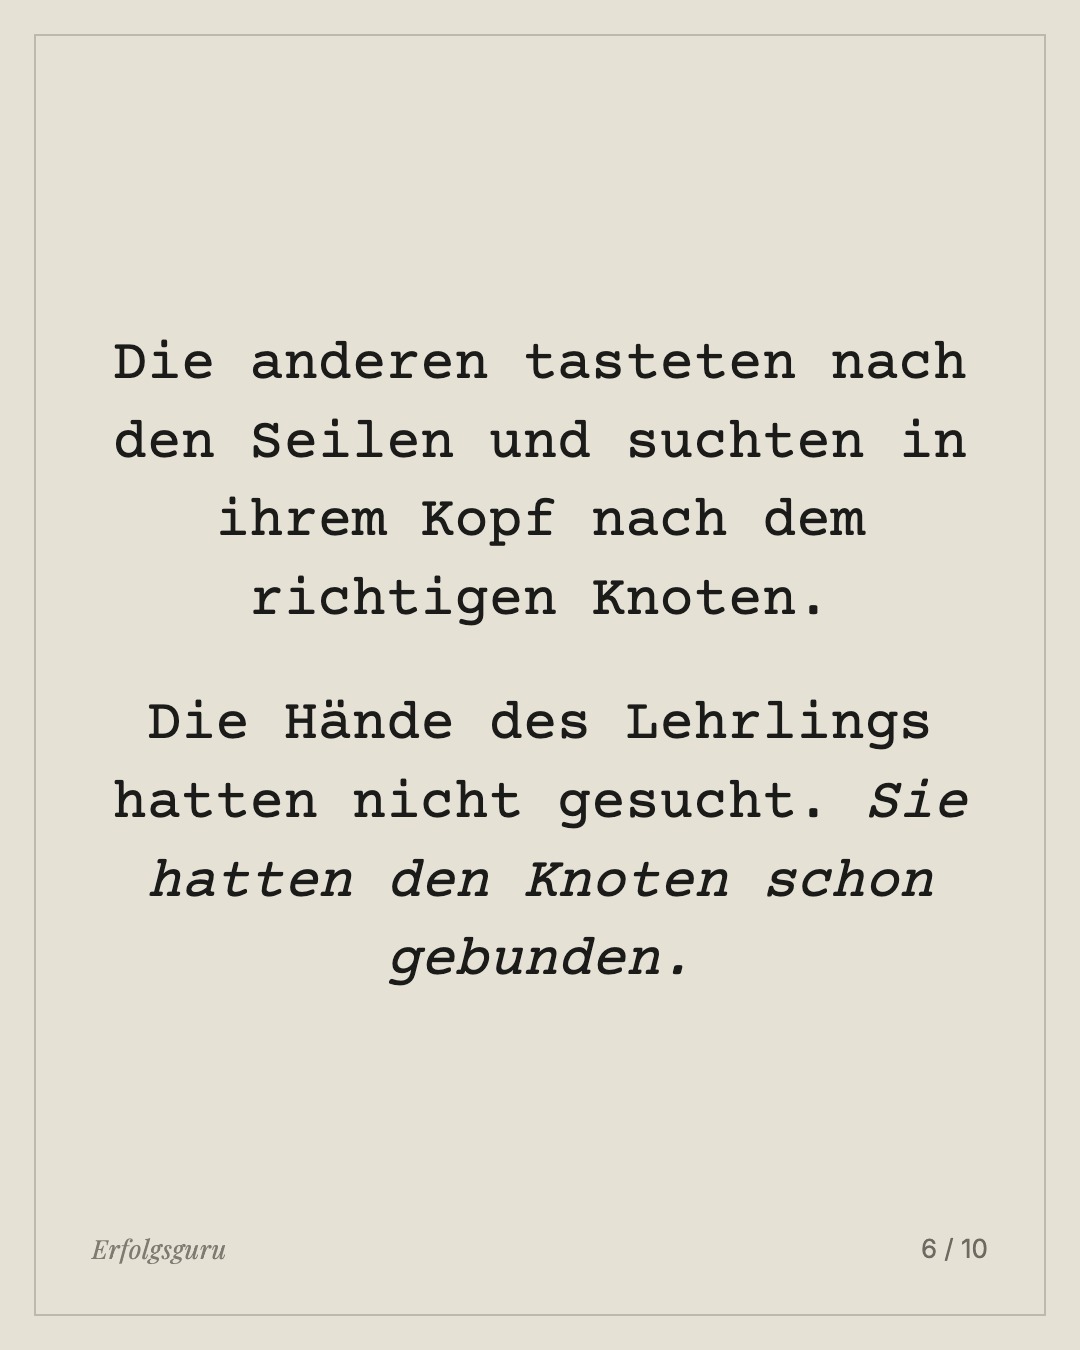 Die anderen tasteten nach
den Seilen und suchten in
ihrem Kopf nach dem
richtigen Knoten.
Die Hände des Lehrlings
hatten nicht gesucht. Sie
hatten den Knoten schon
gebunden.
Erfolgsguru
6 / 10